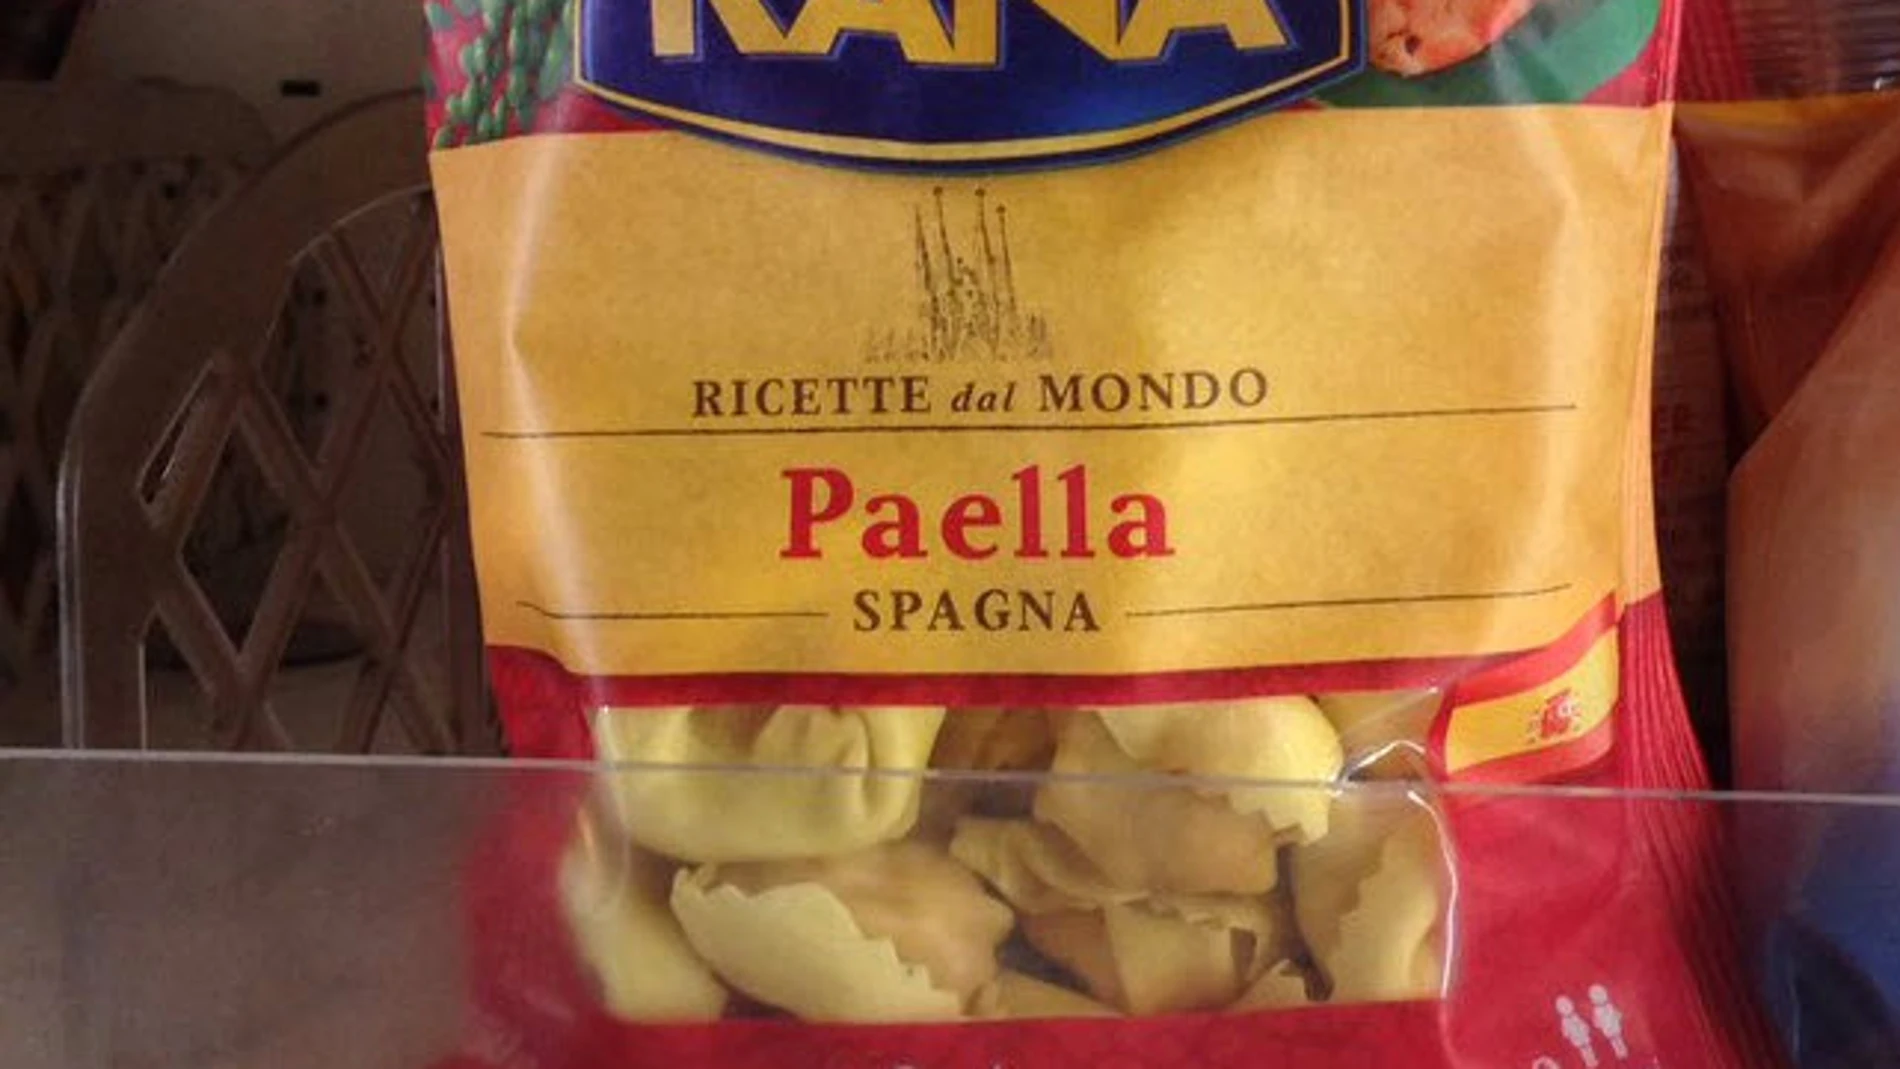 RANA
RICETTE dal MONDO
Paella
SPAGNA